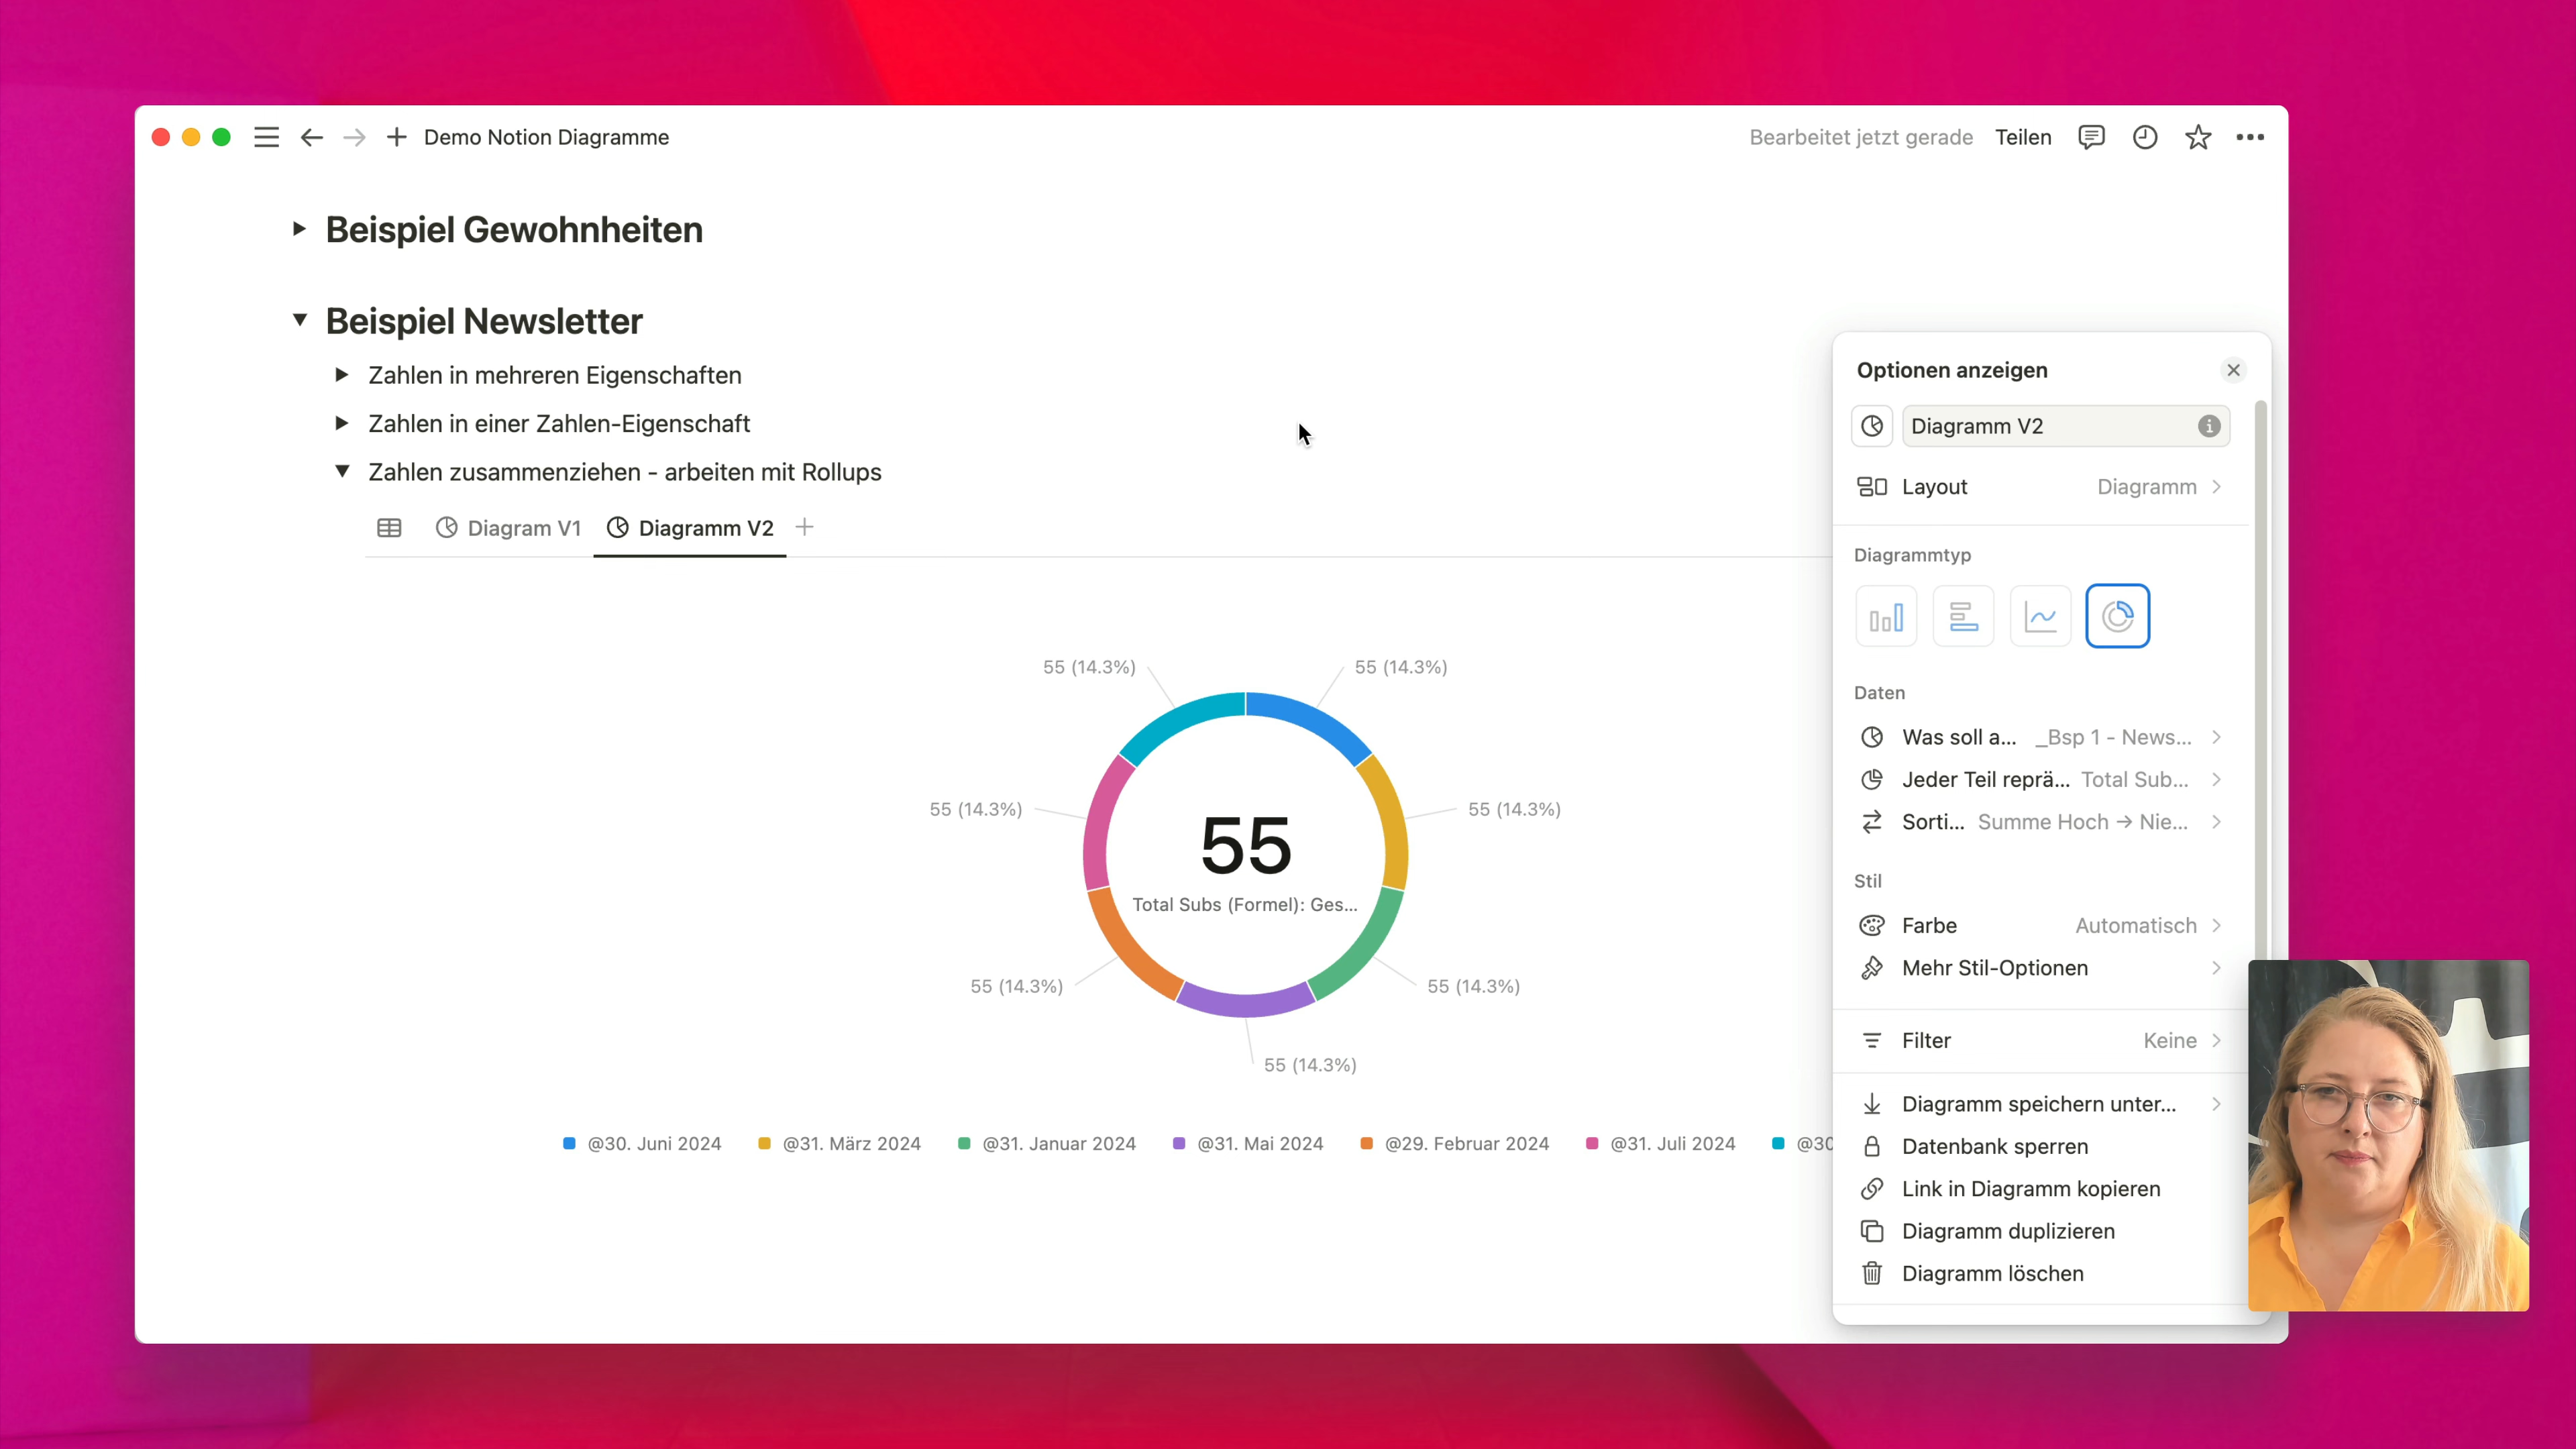 Demo Notion Diagramme
Bearbeitet jetzt gerade Teilen
Beispiel Gewohnheiten
Beispiel Newsletter
Zahlen in mehreren Eigenschaften
Zahlen in einer Zahlen-Eigenschaft
Zahlen zusammenziehen - arbeiten mit Rollups
Diagram V1 Diagramm V2
55 (14.3%) 55 (14.3%)
55 (14.3%) 55 (14.3%)
55
Total Subs (Formel): Ges...
55 (14.3%) 55 (14.3%)
55 (14.3%)
@30. Juni 2024 @31. März 2024 @31. Januar 2024 @31. Mai 2024 @29. Februar 2024 @31. Juli 2024 @30
Optionen anzeigen
Diagramm V2
Layout Diagramm
Diagrammtyp
Daten
Was soll a... _Bsp 1 - News...
Jeder Teil reprä... Total Sub...
Sorti... Summe Hoch → Nie...
Stil
Farbe Automatisch
Mehr Stil-Optionen
Filter Keine
Diagramm speichern unter...
Datenbank sperren
Link in Diagramm kopieren
Diagramm duplizieren
Diagramm löschen